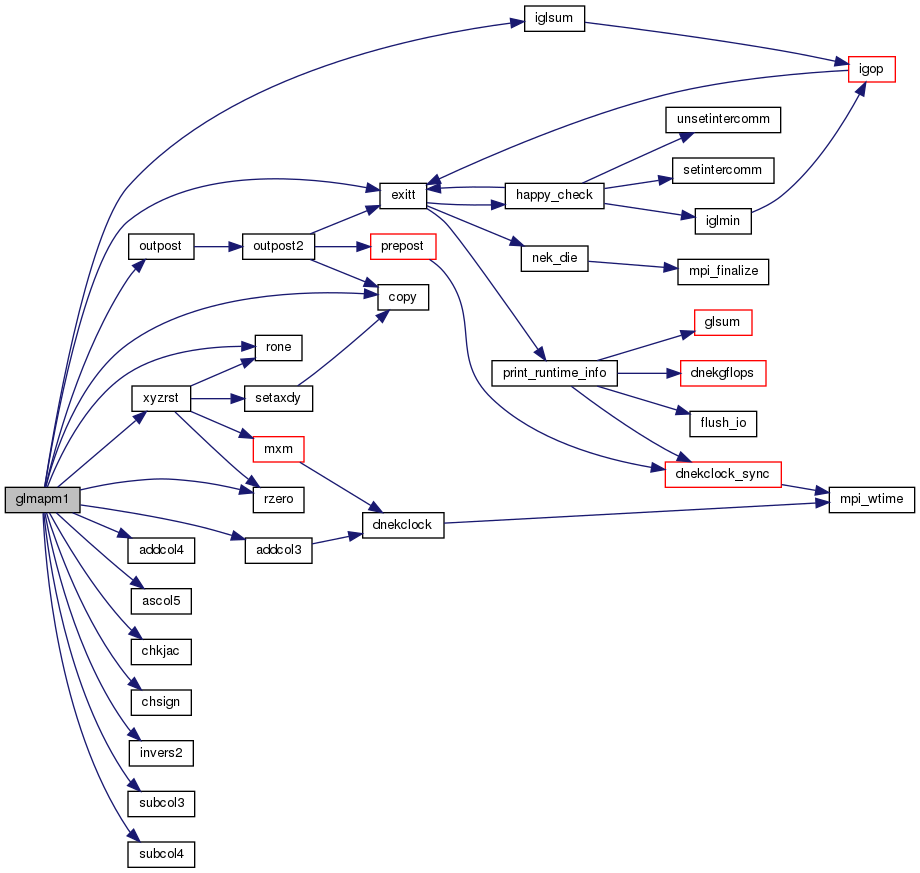 iglsum
igop
unsetintercomm
setintercomm
exitt
happy_check
iglmin
outpost
outpost2
prepost
nek_die
mpi_finalize
copy
glsum
rone
print_runtime_info
dnekgflops
xyzrst
setaxdy
flush_io
mxm
dnekclock_sync
glmapm1
rzero
mpi_wtime
dnekclock
addcol4
addcol3
ascol5
chkjac
chsign
invers2
subcol3
subcol4